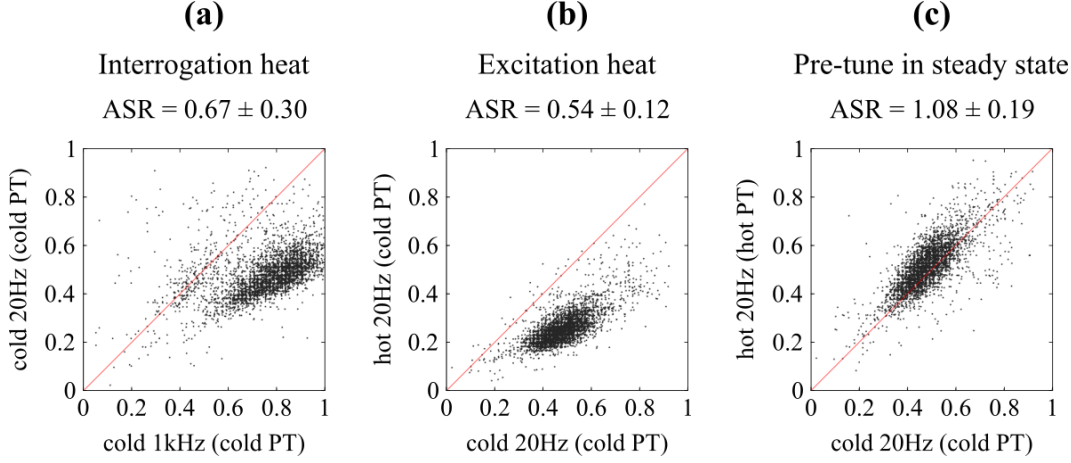 (a)
Interrogation heat
ASR = 0.67 ± 0.30
1
0.8
0.6
0.4
0.2
0
cold 20Hz (cold PT)
0 0.2 0.4 0.6 0.8 1
cold 1kHz (cold PT)
(b)
Excitation heat
ASR = 0.54 ± 0.12
1
0.8
0.6
0.4
0.2
0
hot 20Hz (cold PT)
0 0.2 0.4 0.6 0.8 1
cold 20Hz (cold PT)
(c)
Pre-tune in steady state
ASR = 1.08 ± 0.19
1
0.8
0.6
0.4
0.2
0
hot 20Hz (hot PT)
0 0.2 0.4 0.6 0.8 1
cold 20Hz (cold PT)